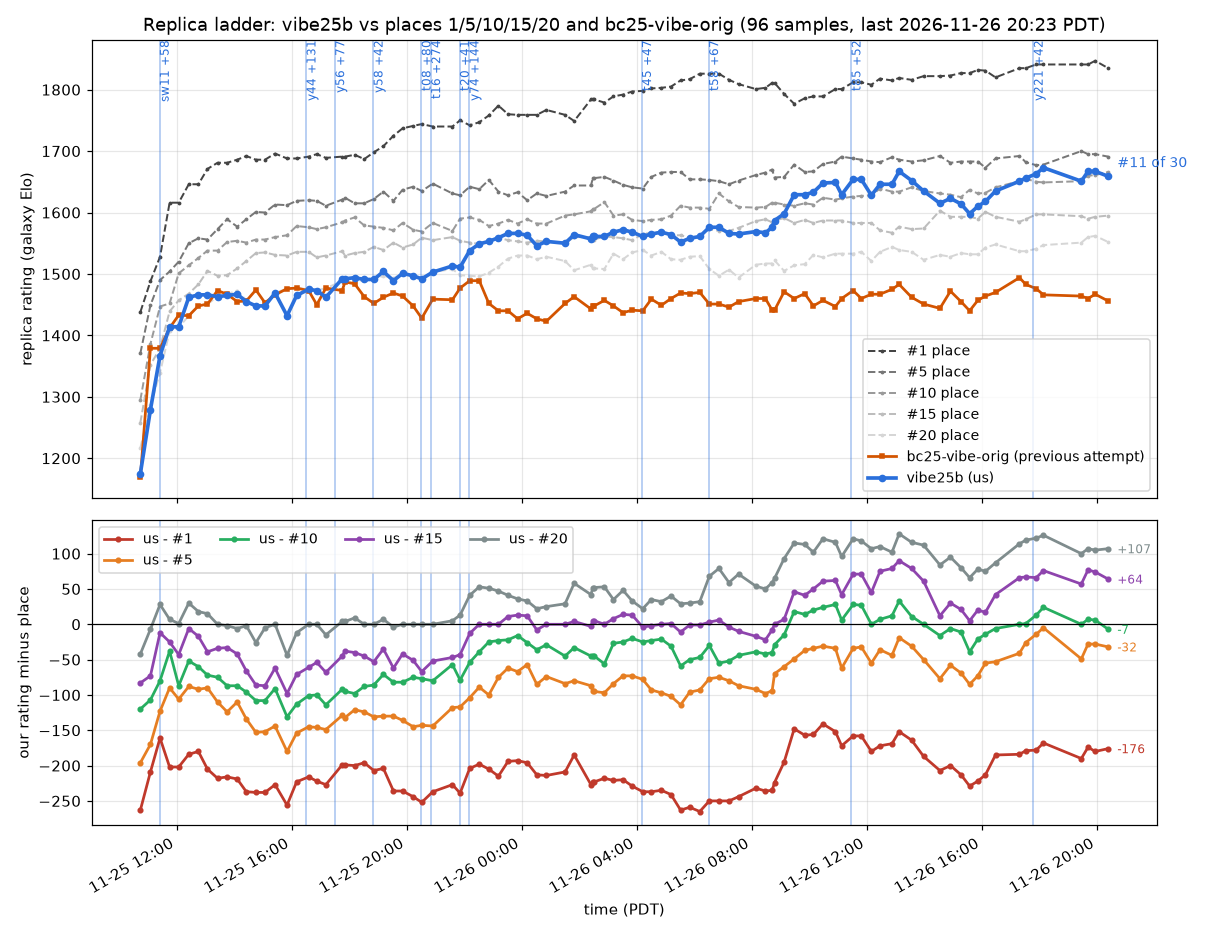 Replica ladder: vibe25b vs places 1/5/10/15/20 and bc25-vibe-orig (96 samples, last 2026-11-26 20:23 PDT)
replica rating (galaxy Elo)
1800
1700
1600
1500
1400
1300
1200
sw11 +58
y44 +131
y56 +77
y58 +42
t08 +80
t16 +274
t20 +41
y74 +144
t45 +47
t58 +67
y221 +42
#11 of 30
#1 place
#5 place
#10 place
#15 place
#20 place
bc25-vibe-orig (previous attempt)
vibe25b (us)
our rating minus place
100
50
0
−50
−100
−150
−200
−250
us - #1
us - #5
us - #10
us - #15
us - #20
+107
+64
-7
-32
-176
11-25 12:00
11-25 16:00
11-25 20:00
11-26 00:00
11-26 04:00
11-26 08:00
11-26 12:00
11-26 16:00
11-26 20:00
time (PDT)